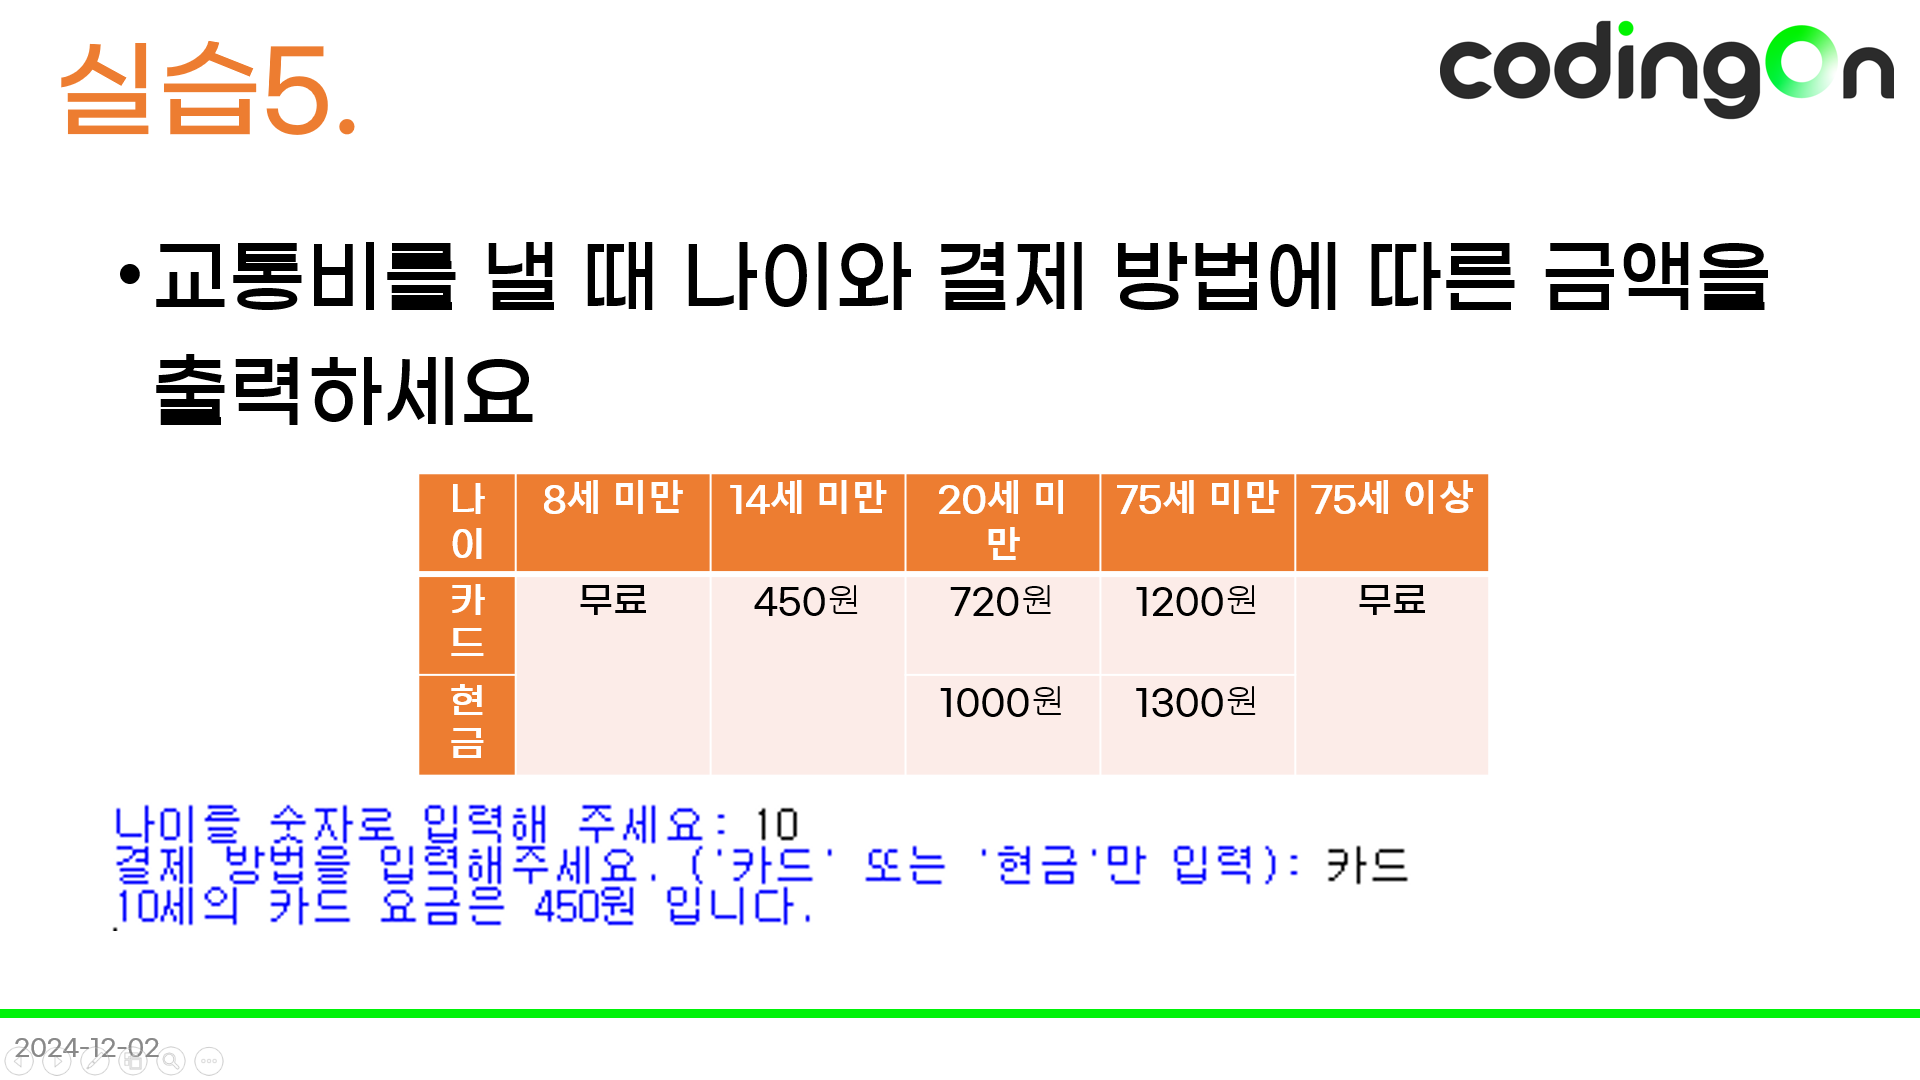 실습5.
codingOn
•교통비를 낼 때 나이와 결제 방법에 따른 금액을
출력하세요
나이 8세 미만 14세 미만 20세 미만 75세 미만 75세 이상
카드 무료 450원 720원 1200원 무료
현금 1000원 1300원
나이를 숫자로 입력해 주세요: 10
결제 방법을 입력해주세요. ('카드' 또는 '현금'만 입력): 카드
10세의 카드 요금은 450원 입니다.
2024-12-02